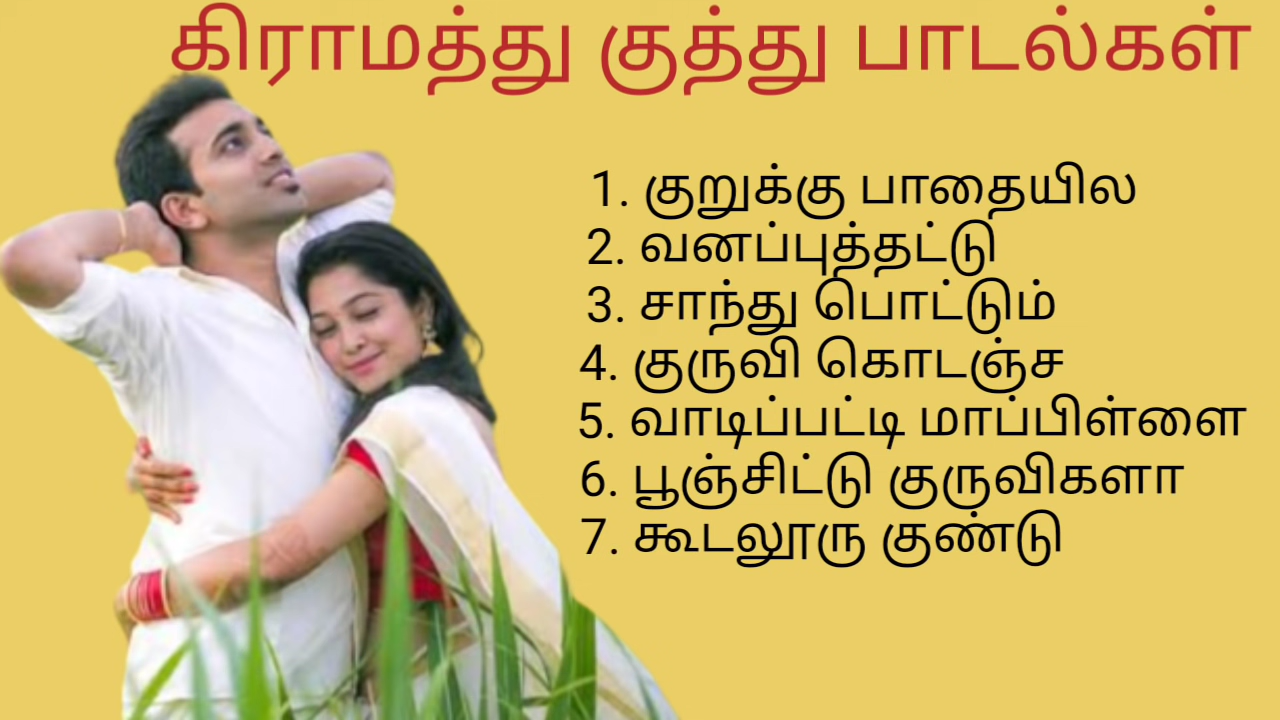 கிராமத்து குத்து பாடல்கள்
1. குறுக்கு பாதையில
2. வனப்புத்தட்டு
3. சாந்து பொட்டும்
4. குருவி கொடஞ்ச
5. வாடிப்பட்டி மாப்பிள்ளை
6. பூஞ்சிட்டு குருவிகளா
7. கூடலூரு குண்டு